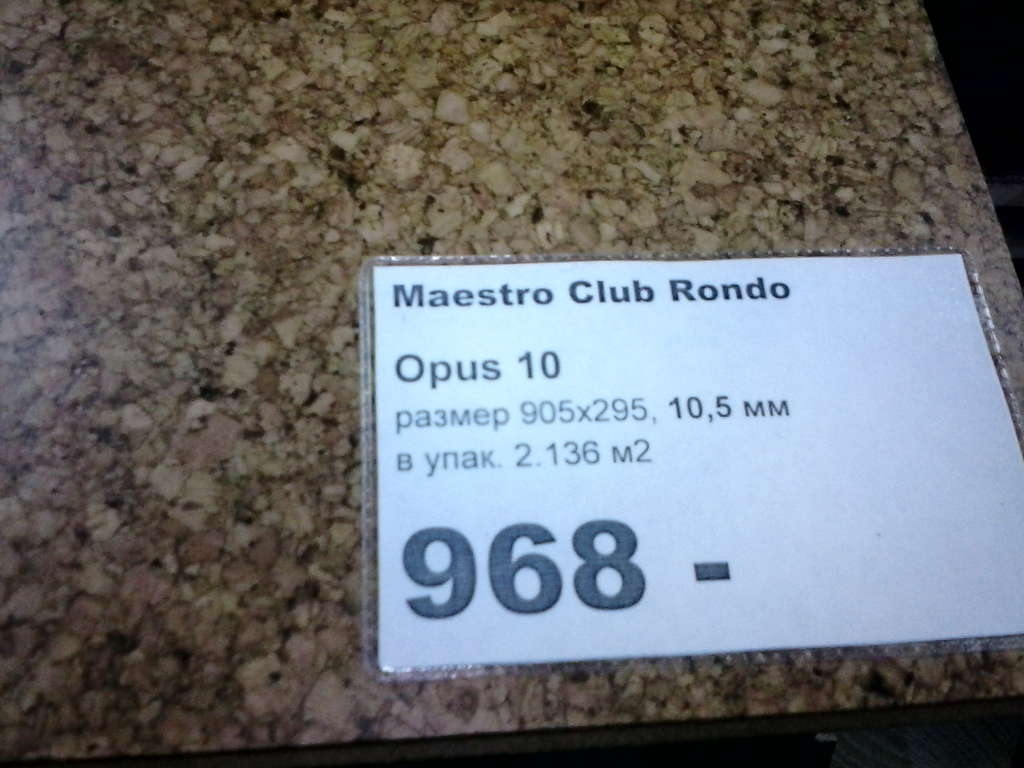 Maestro Club Rondo
Opus 10
размер 905x295, 10,5 мм
в упак. 2.136 м2
968 -